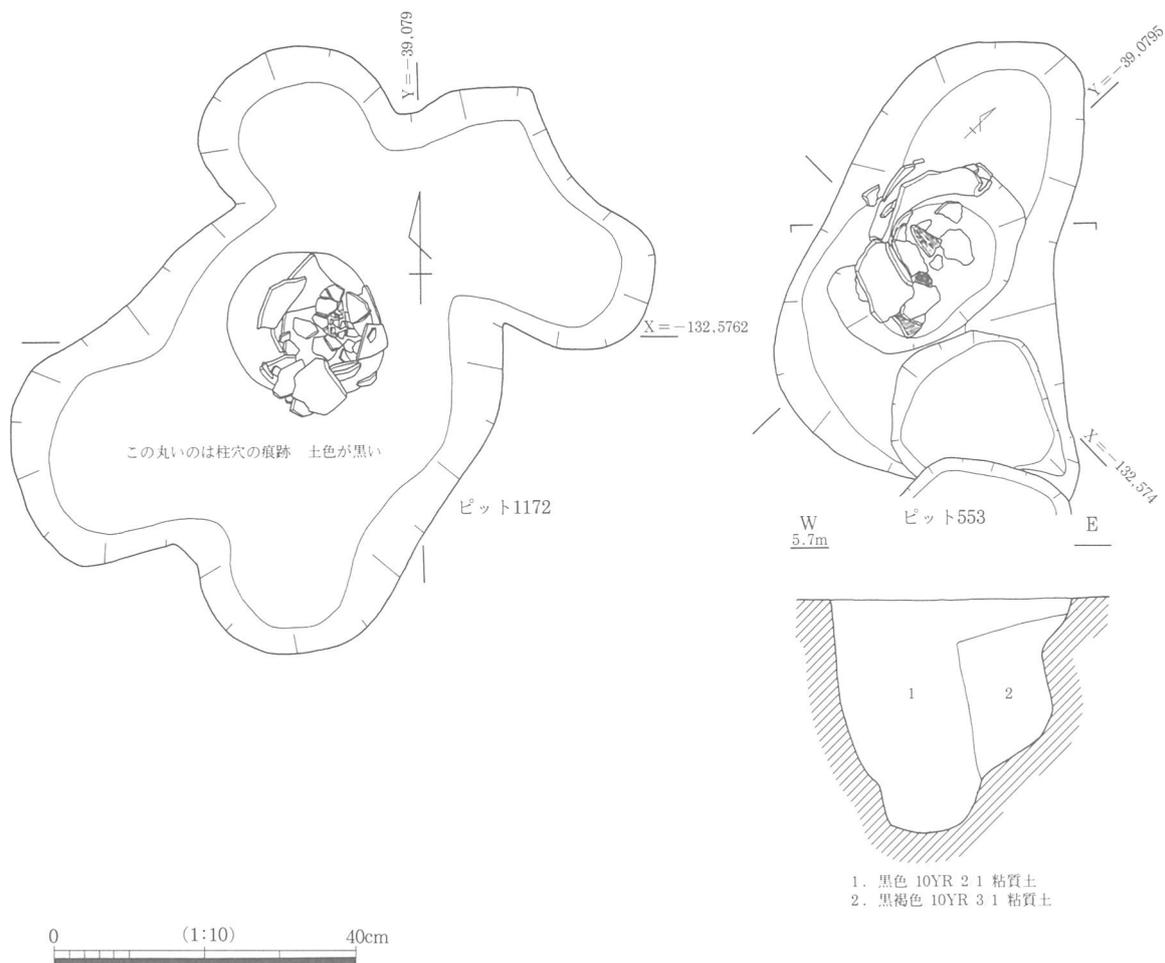 Y＝−39,079
X＝−132,5762
この丸いのは柱穴の痕跡　土色が黒い
ピット1172
Y＝−39,0795
X＝−132,574
ピット553
W
5.7m
E
1
2
1. 黒色 10YR 2 1 粘質土
2. 黒褐色 10YR 3 1 粘質土
0 (1:10) 40cm